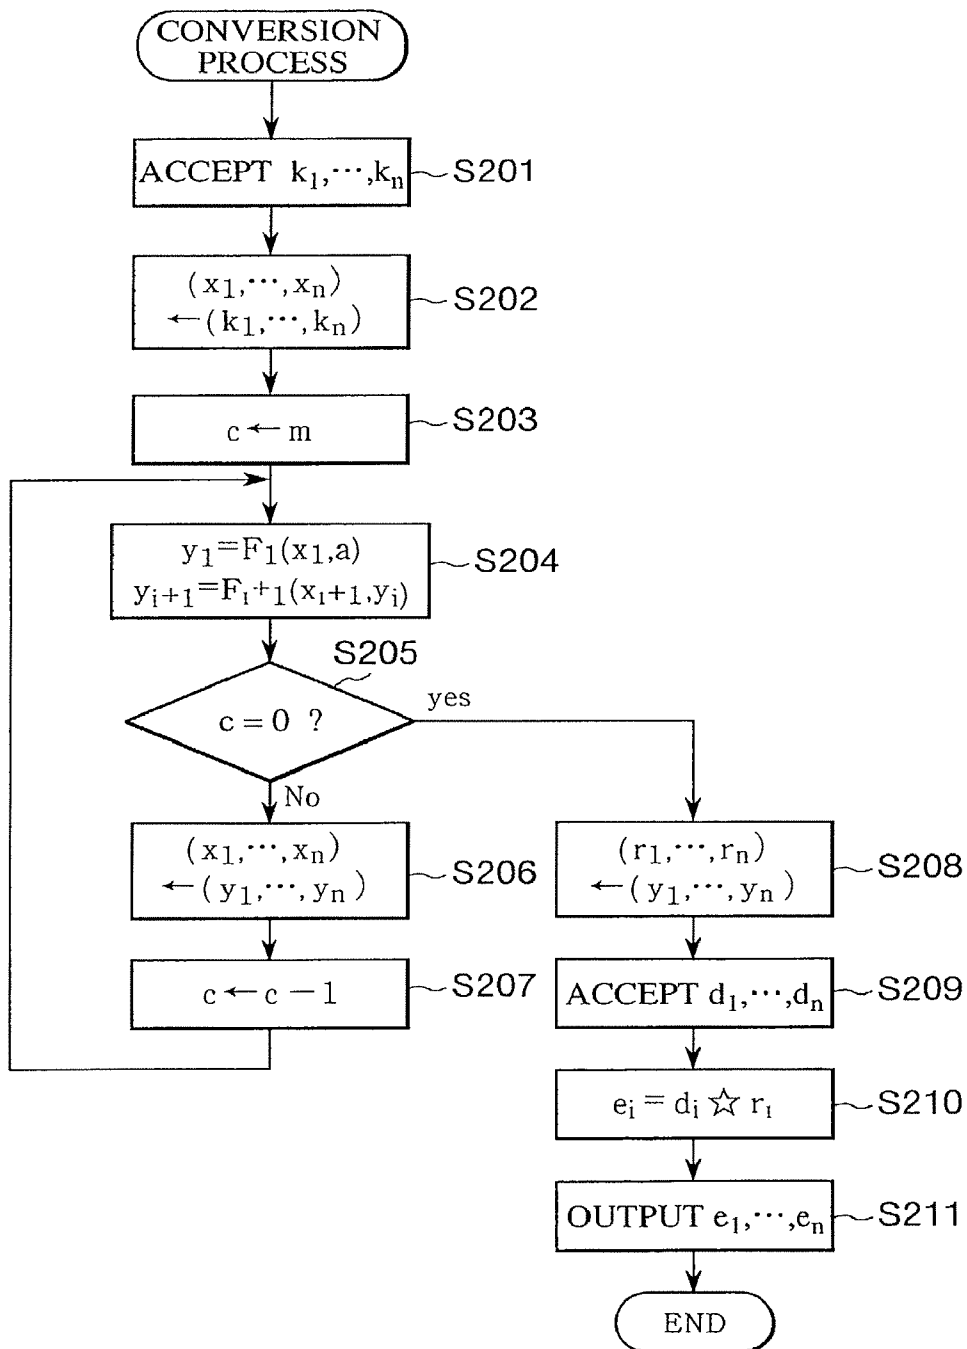 CONVERSION
PROCESS
ACCEPT k₁,⋯,kₙ
S201
(x₁,⋯,xₙ)
←(k₁,⋯,kₙ)
S202
c←m
S203
y₁=F₁(x₁,a)
yᵢ₊₁=Fᵢ+1(xᵢ+1,yᵢ)
S204
S205
c=0 ?
yes
No
(x₁,⋯,xₙ)
←(y₁,⋯,yₙ)
S206
c←c-1
S207
(r₁,⋯,rₙ)
←(y₁,⋯,yₙ)
S208
ACCEPT d₁,⋯,dₙ
S209
eᵢ=dᵢ☆rᵢ
S210
OUTPUT e₁,⋯,eₙ
S211
END